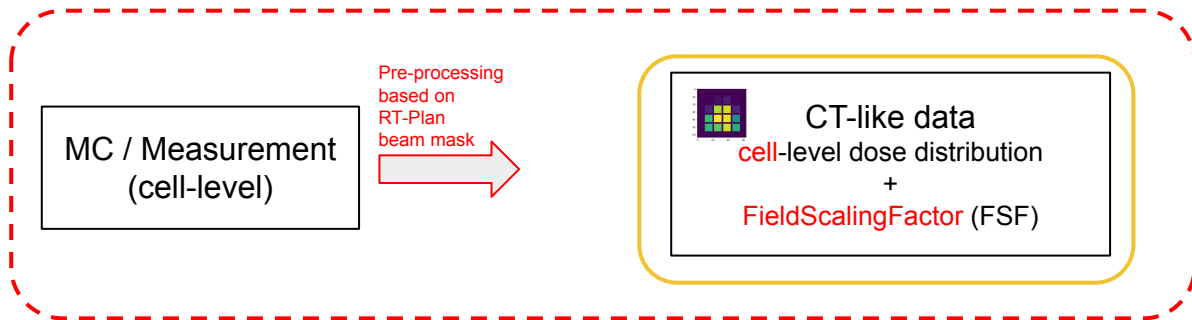 MC / Measurement
(cell-level)
Pre-processing
based on
RT-Plan
beam mask
CT-like data
cell-level dose distribution
+
FieldScalingFactor (FSF)